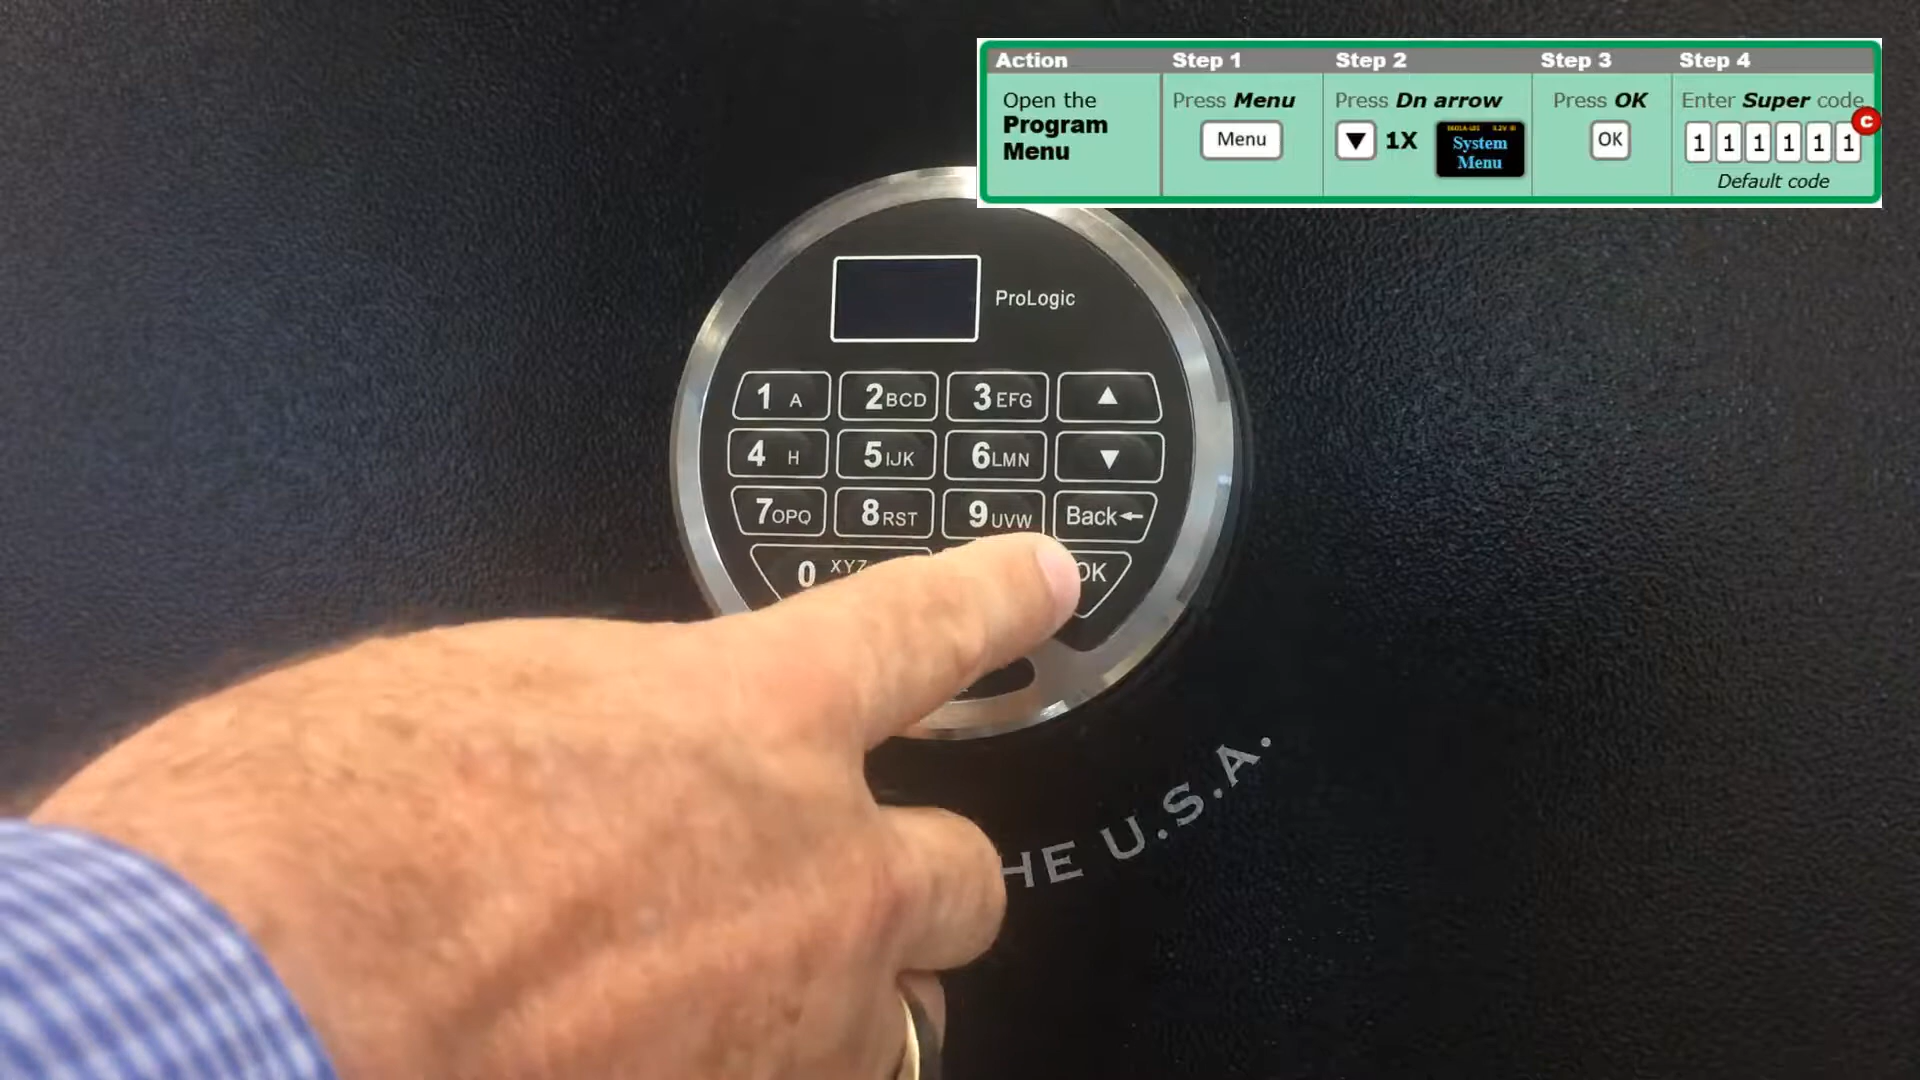 Action Step 1 Step 2 Step 3 Step 4
Open the
Program
Menu
Press Menu
Menu
Press Dn arrow
▼ 1X
System
Menu
Press OK
OK
Enter Super code
C
1 1 1 1 1 1
Default code
ProLogic
1 A 2 BCD 3 EFG ▲
4 H 5 IJK 6 LMN ▼
7 OPQ 8 RST 9 UVW Back←
0 XYZ OK
HE U.S.A.